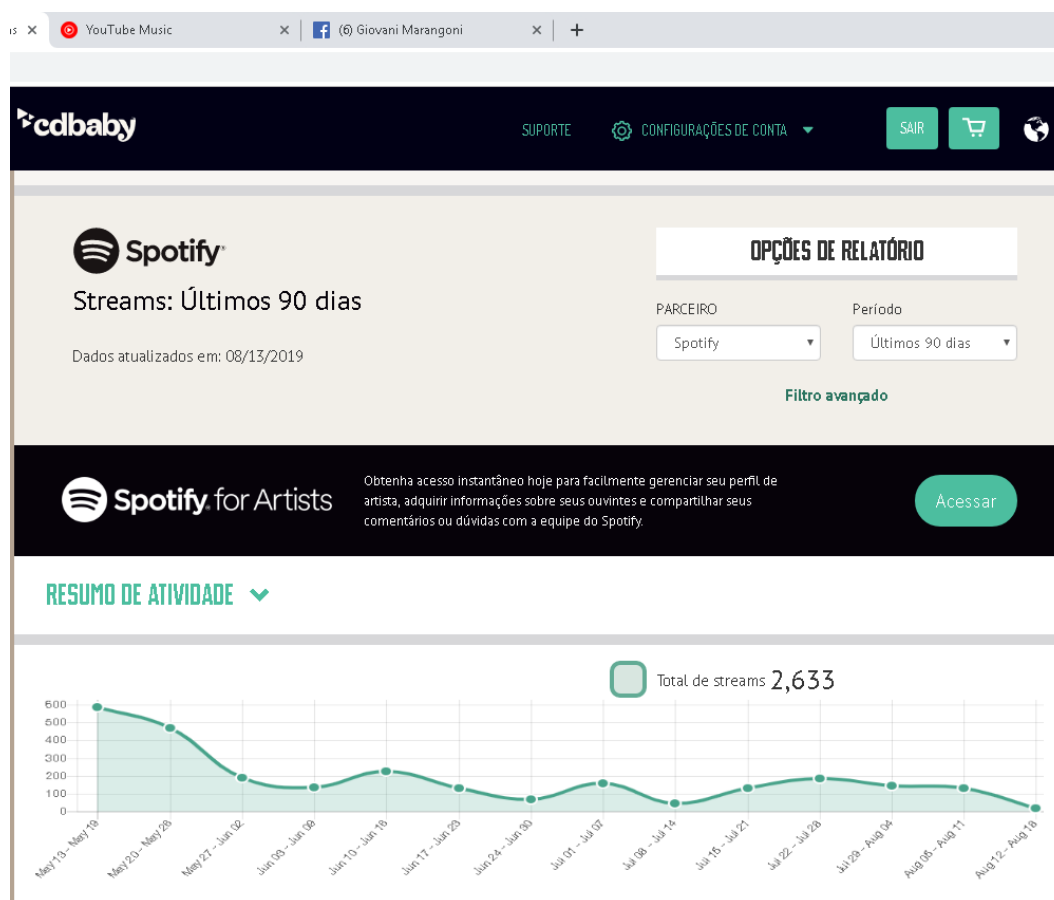 YouTube Music
(6) Giovani Marangoni
cdbaby
SUPORTE
CONFIGURAÇÕES DE CONTA
SAIR
Spotify
Streams: Últimos 90 dias
Dados atualizados em: 08/13/2019
OPÇÕES DE RELATÓRIO
PARCEIRO
Período
Spotify
Últimos 90 dias
Filtro avançado
Spotify for Artists
Obtenha acesso instantâneo hoje para facilmente gerenciar seu perfil de
artista, adquirir informações sobre seus ouvintes e compartilhar seus
comentários ou dúvidas com a equipe do Spotify.
Acessar
RESUMO DE ATIVIDADE
Total de streams 2,633
600
500
400
300
200
100
0
May 13 - May 19
May 20 - May 26
May 27 - Jun 02
Jun 03 - Jun 09
Jun 10 - Jun 16
Jun 17 - Jun 23
Jun 24 - Jun 30
Jul 01 - Jul 07
Jul 08 - Jul 14
Jul 15 - Jul 21
Jul 22 - Jul 28
Jul 29 - Aug 04
Aug 05 - Aug 11
Aug 12 - Aug 18